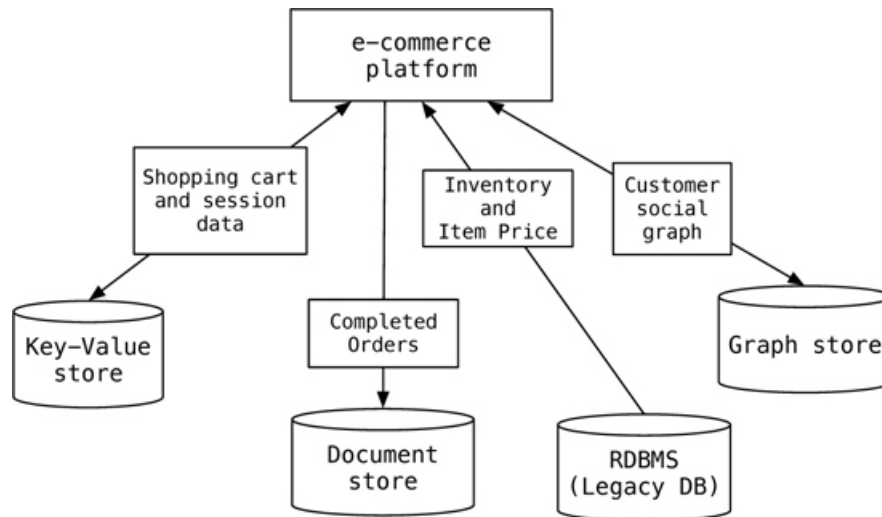 e-commerce
platform
Shopping cart
and session
data
Inventory
and
Item Price
Customer
social
graph
Completed
Orders
Key-Value
store
Graph store
Document
store
RDBMS
(Legacy DB)